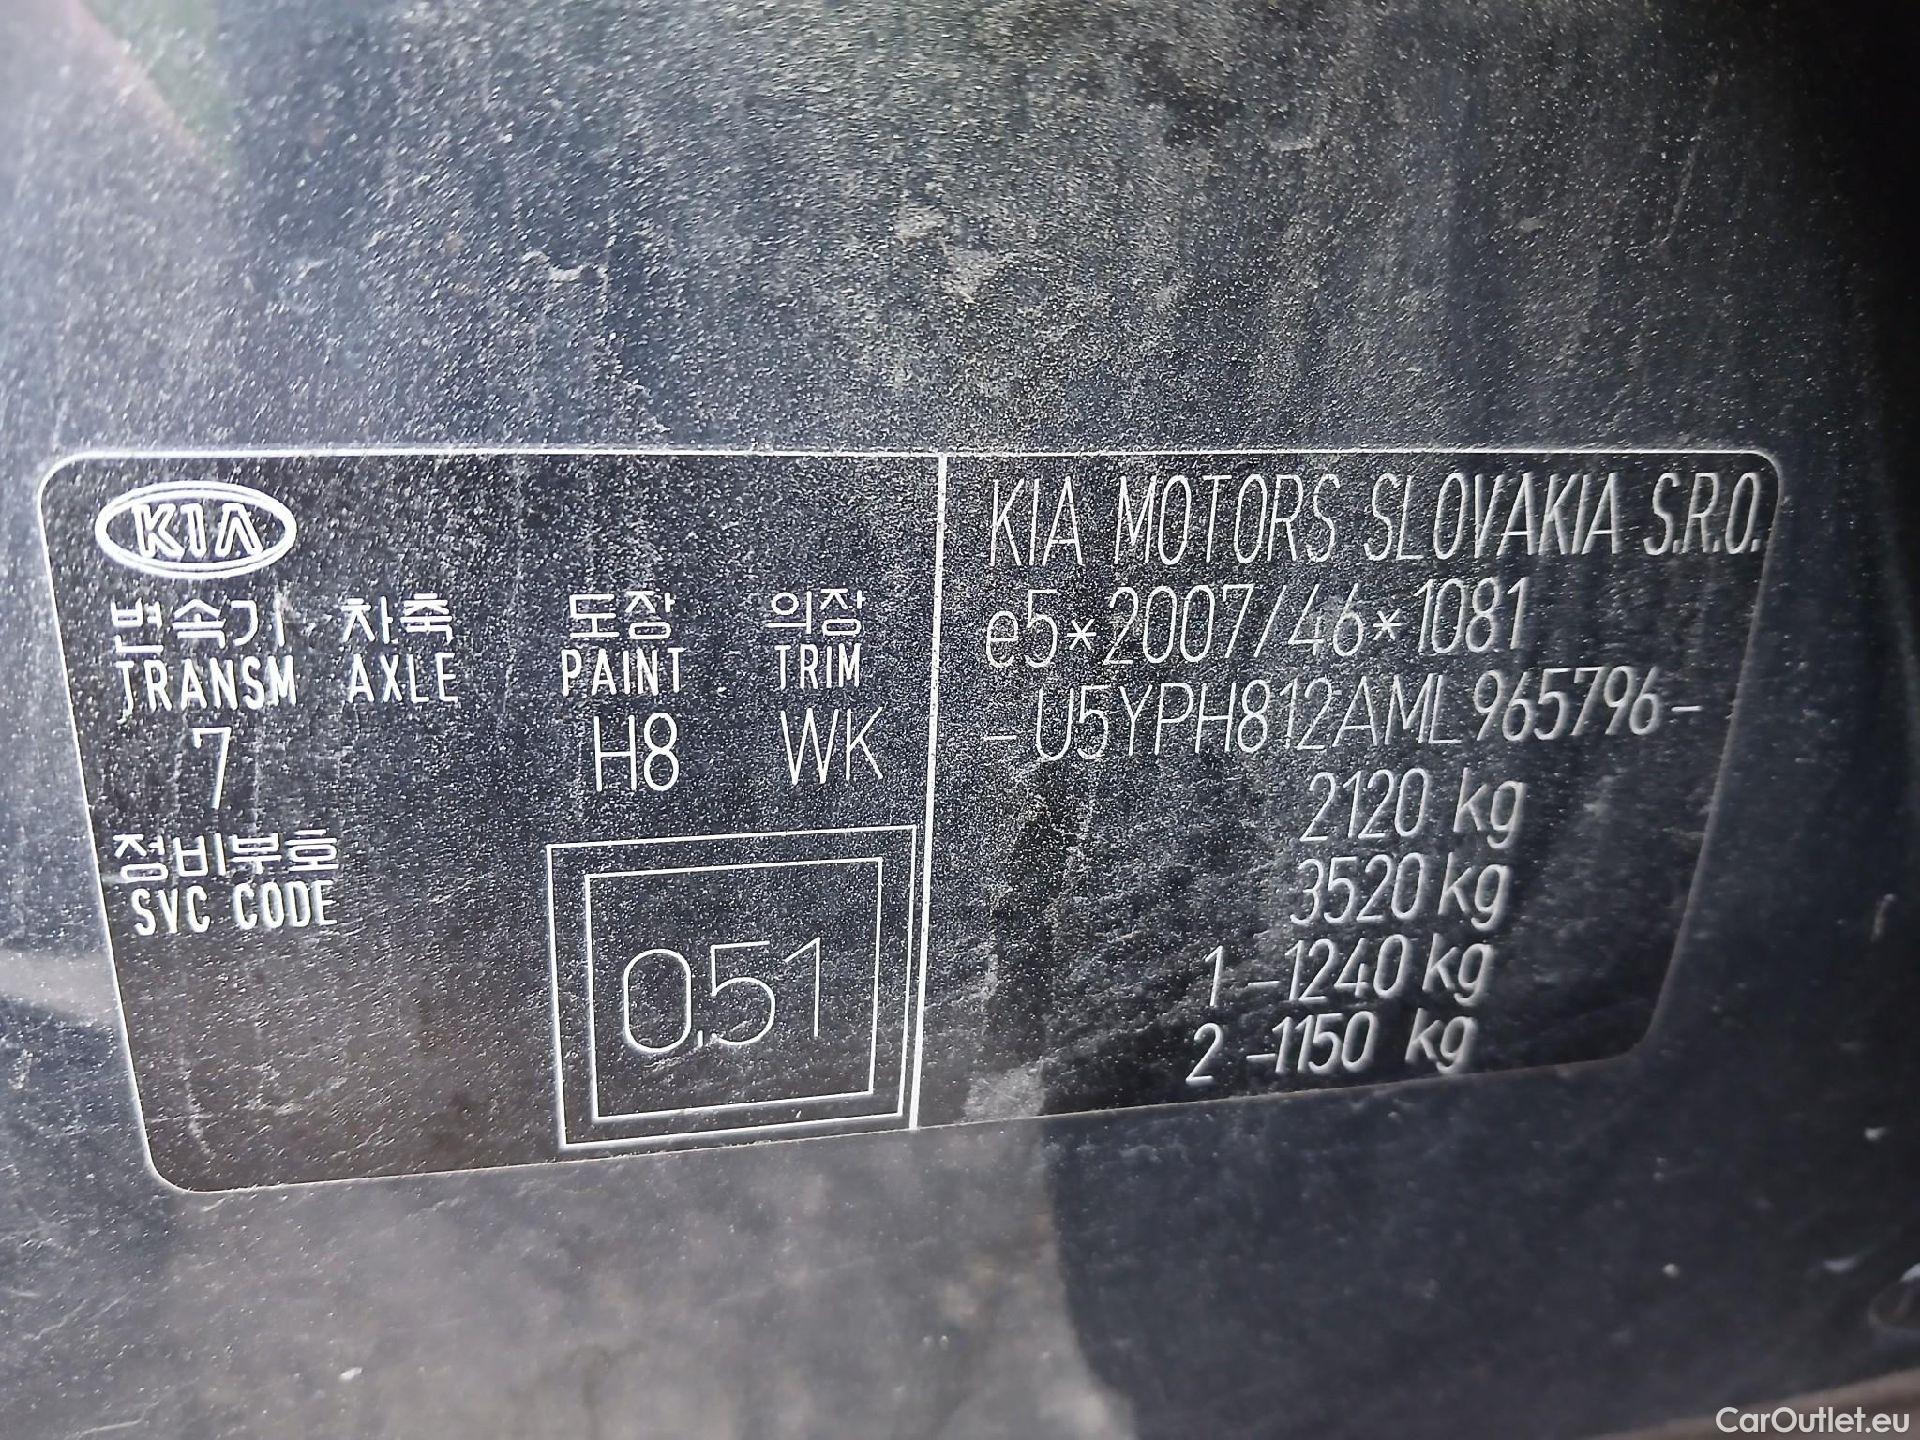 KIA
변속기 차축 도장 의장
TRANSM AXLE PAINT TRIM
7 H8 WK
정비부호
SVC CODE
0.51
KIA MOTORS SLOVAKIA S.R.O.
e5*2007/46*1081
-U5YPH812AML965796-
2120 kg
3520 kg
1 -1240 kg
2 -1150 kg
CarOutlet.eu